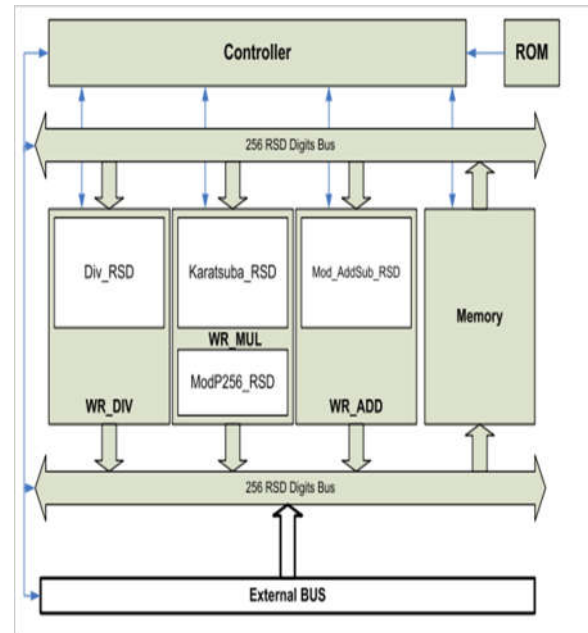 Controller
ROM
256 RSD Digits Bus
Div_RSD
Karatsuba_RSD
Mod_AddSub_RSD
Memory
WR_MUL
ModP256_RSD
WR_DIV
WR_ADD
256 RSD Digits Bus
External BUS